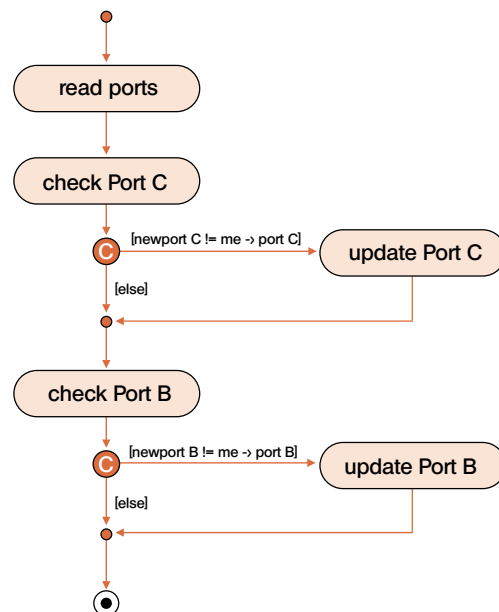 read ports
check Port C
C
[newport C != me -> port C]
update Port C
[else]
check Port B
C
[newport B != me -> port B]
update Port B
[else]